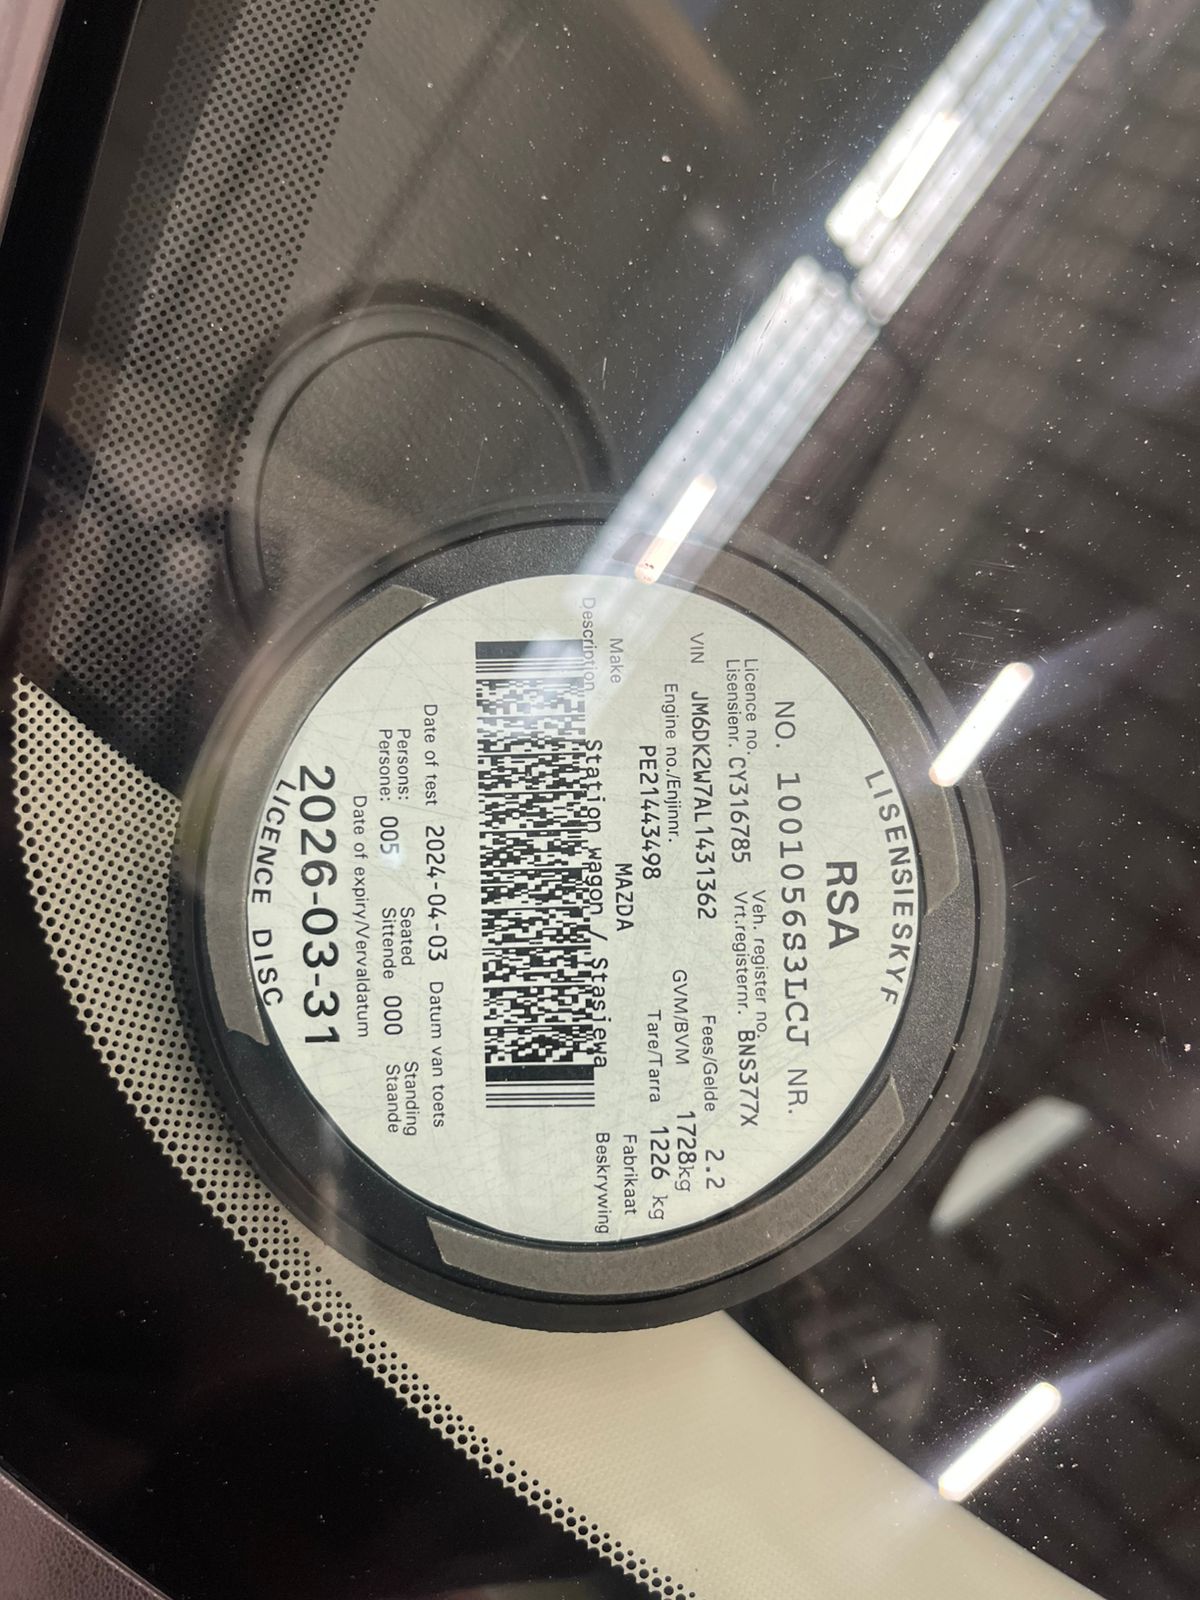 LISENSIESKYF
RSA
NO. 1001056S3LCJ NR.
Licence no. Veh. register no.
Lisensienr. CY316785 Vrt.registernr. BNS377X
VIN JM6DK2W7AL1431362 Fees/Gelde 2.2
Engine no./Enjinnr. GVM/BVM 1728kg
PE21443498 Tare/Tarra 1226 kg
Make MAZDA Fabrikaat
Description Station wagon / Stasiewa Beskrywing
Date of test 2024-04-03 Datum van toets
Persons: Seated Standing
Persone: 005 Sittende 000 Staande
Date of expiry/Vervaldatum
2026-03-31
LICENCE DISC